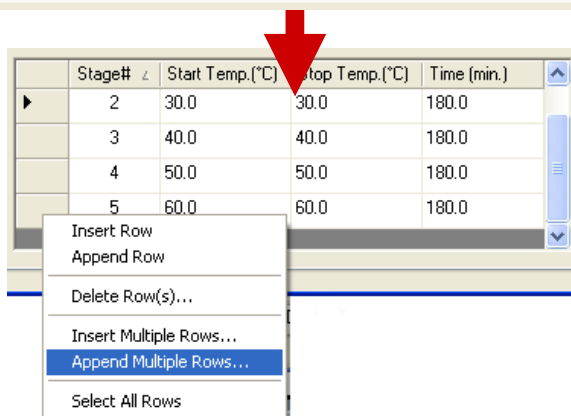 Stage# Start Temp.(°C) Stop Temp.(°C) Time (min.)
2 30.0 30.0 180.0
3 40.0 40.0 180.0
4 50.0 50.0 180.0
5 60.0 60.0 180.0
Insert Row
Append Row
Delete Row(s)...
Insert Multiple Rows...
Append Multiple Rows...
Select All Rows